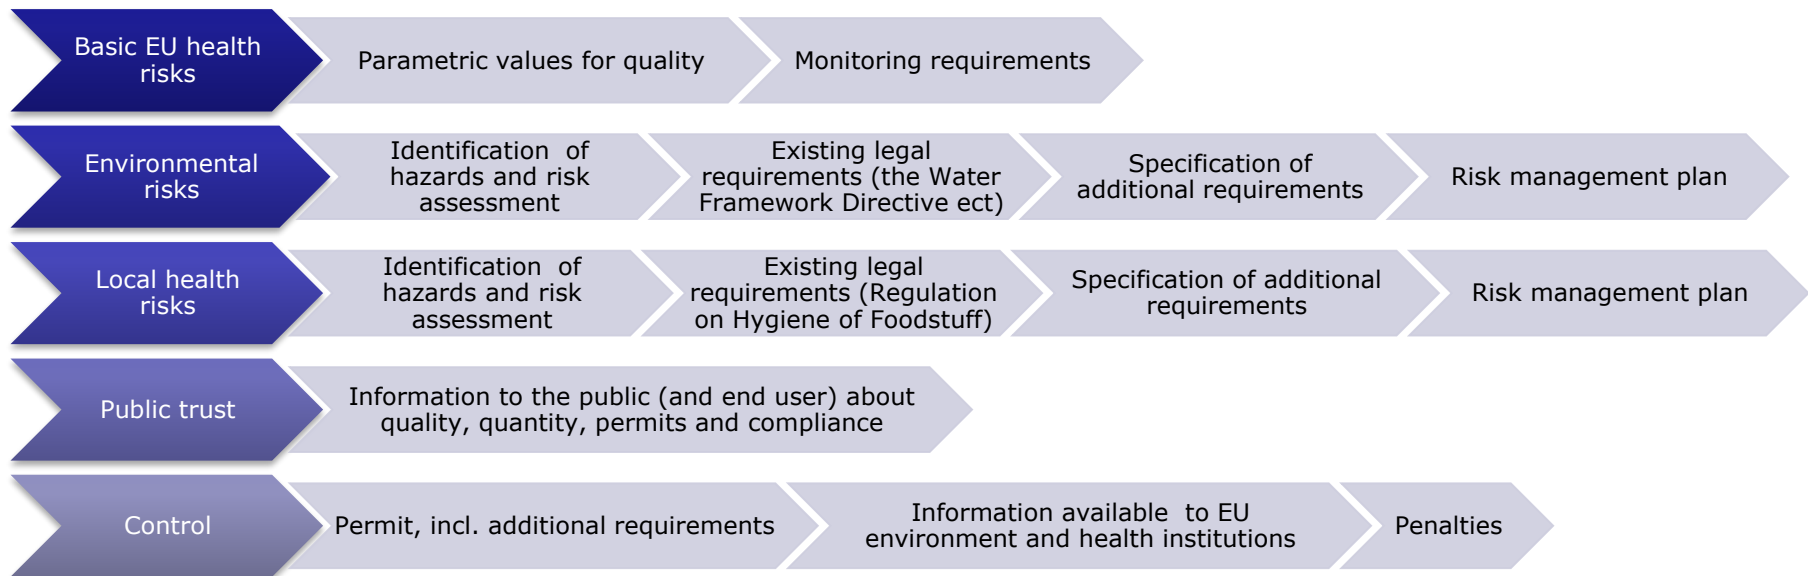 Basic EU health
risks
Parametric values for quality
Monitoring requirements
Environmental
risks
Identification  of
hazards and risk
assessment
Existing legal
requirements (the Water
Framework Directive ect)
Specification of
additional requirements
Risk management plan
Local health
risks
Identification  of
hazards and risk
assessment
Existing legal
requirements (Regulation
on Hygiene of Foodstuff)
Specification of additional
requirements
Risk management plan
Public trust
Information to the public (and end user) about
quality, quantity, permits and compliance
Control
Permit, incl. additional requirements
Information available  to EU
environment and health institutions
Penalties